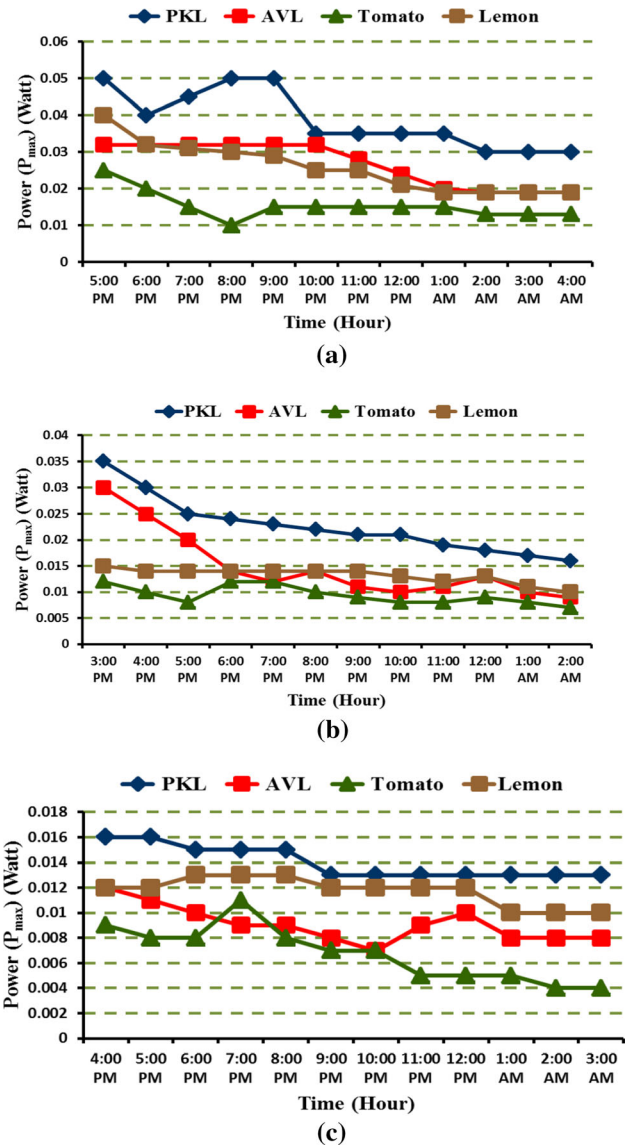 PKL AVL Tomato Lemon
Power (Pmax) (Watt)
0.06
0.05
0.04
0.03
0.02
0.01
0
5:00 PM 6:00 PM 7:00 PM 8:00 PM 9:00 PM 10:00 PM 11:00 PM 12:00 PM 1:00 AM 2:00 AM 3:00 AM 4:00 AM
Time (Hour)
(a)
PKL AVL Tomato Lemon
Power (Pmax) (Watt)
0.04
0.035
0.03
0.025
0.02
0.015
0.01
0.005
0
3:00 PM 4:00 PM 5:00 PM 6:00 PM 7:00 PM 8:00 PM 9:00 PM 10:00 PM 11:00 PM 12:00 PM 1:00 AM 2:00 AM
Time (Hour)
(b)
PKL AVL Tomato Lemon
Power (Pmax) (Watt)
0.018
0.016
0.014
0.012
0.01
0.008
0.006
0.004
0.002
0
4:00 PM 5:00 PM 6:00 PM 7:00 PM 8:00 PM 9:00 PM 10:00 PM 11:00 PM 12:00 PM 1:00 AM 2:00 AM 3:00 AM
Time (Hour)
(c)